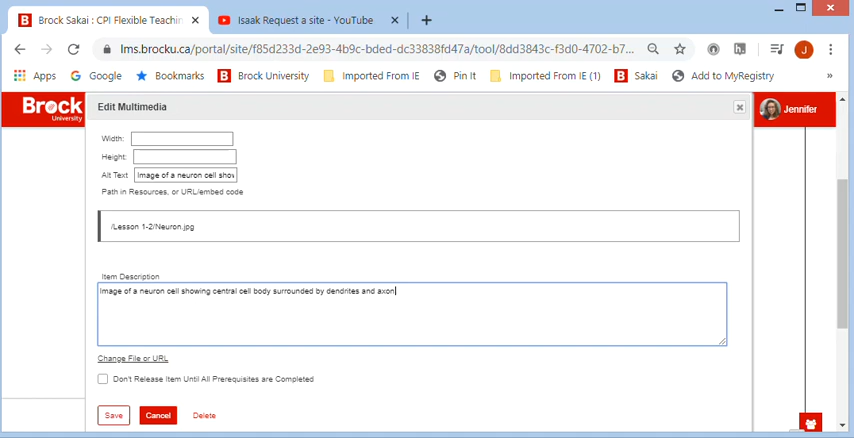 Brock Sakai : CPI Flexible Teachin
Isaak Request a site - YouTube
lms.brocku.ca/portal/site/f85d233d-2e93-4b9c-bded-dc33838fd47a/tool/8dd3843c-f3d0-4702-b7...
J
Apps
Google
Bookmarks
Brock University
Imported From IE
Pin It
Imported From IE (1)
Sakai
Add to MyRegistry
»
Brock
University
Edit Multimedia
Jennifer
Width:
Height:
Alt Text
Image of a neuron cell show
Path in Resources, or URL/embed code
/Lesson 1-2/Neuron.jpg
Item Description
Image of a neuron cell showing central cell body surrounded by dendrites and axon
Change File or URL
Don't Release Item Until All Prerequisites are Completed
Save
Cancel
Delete